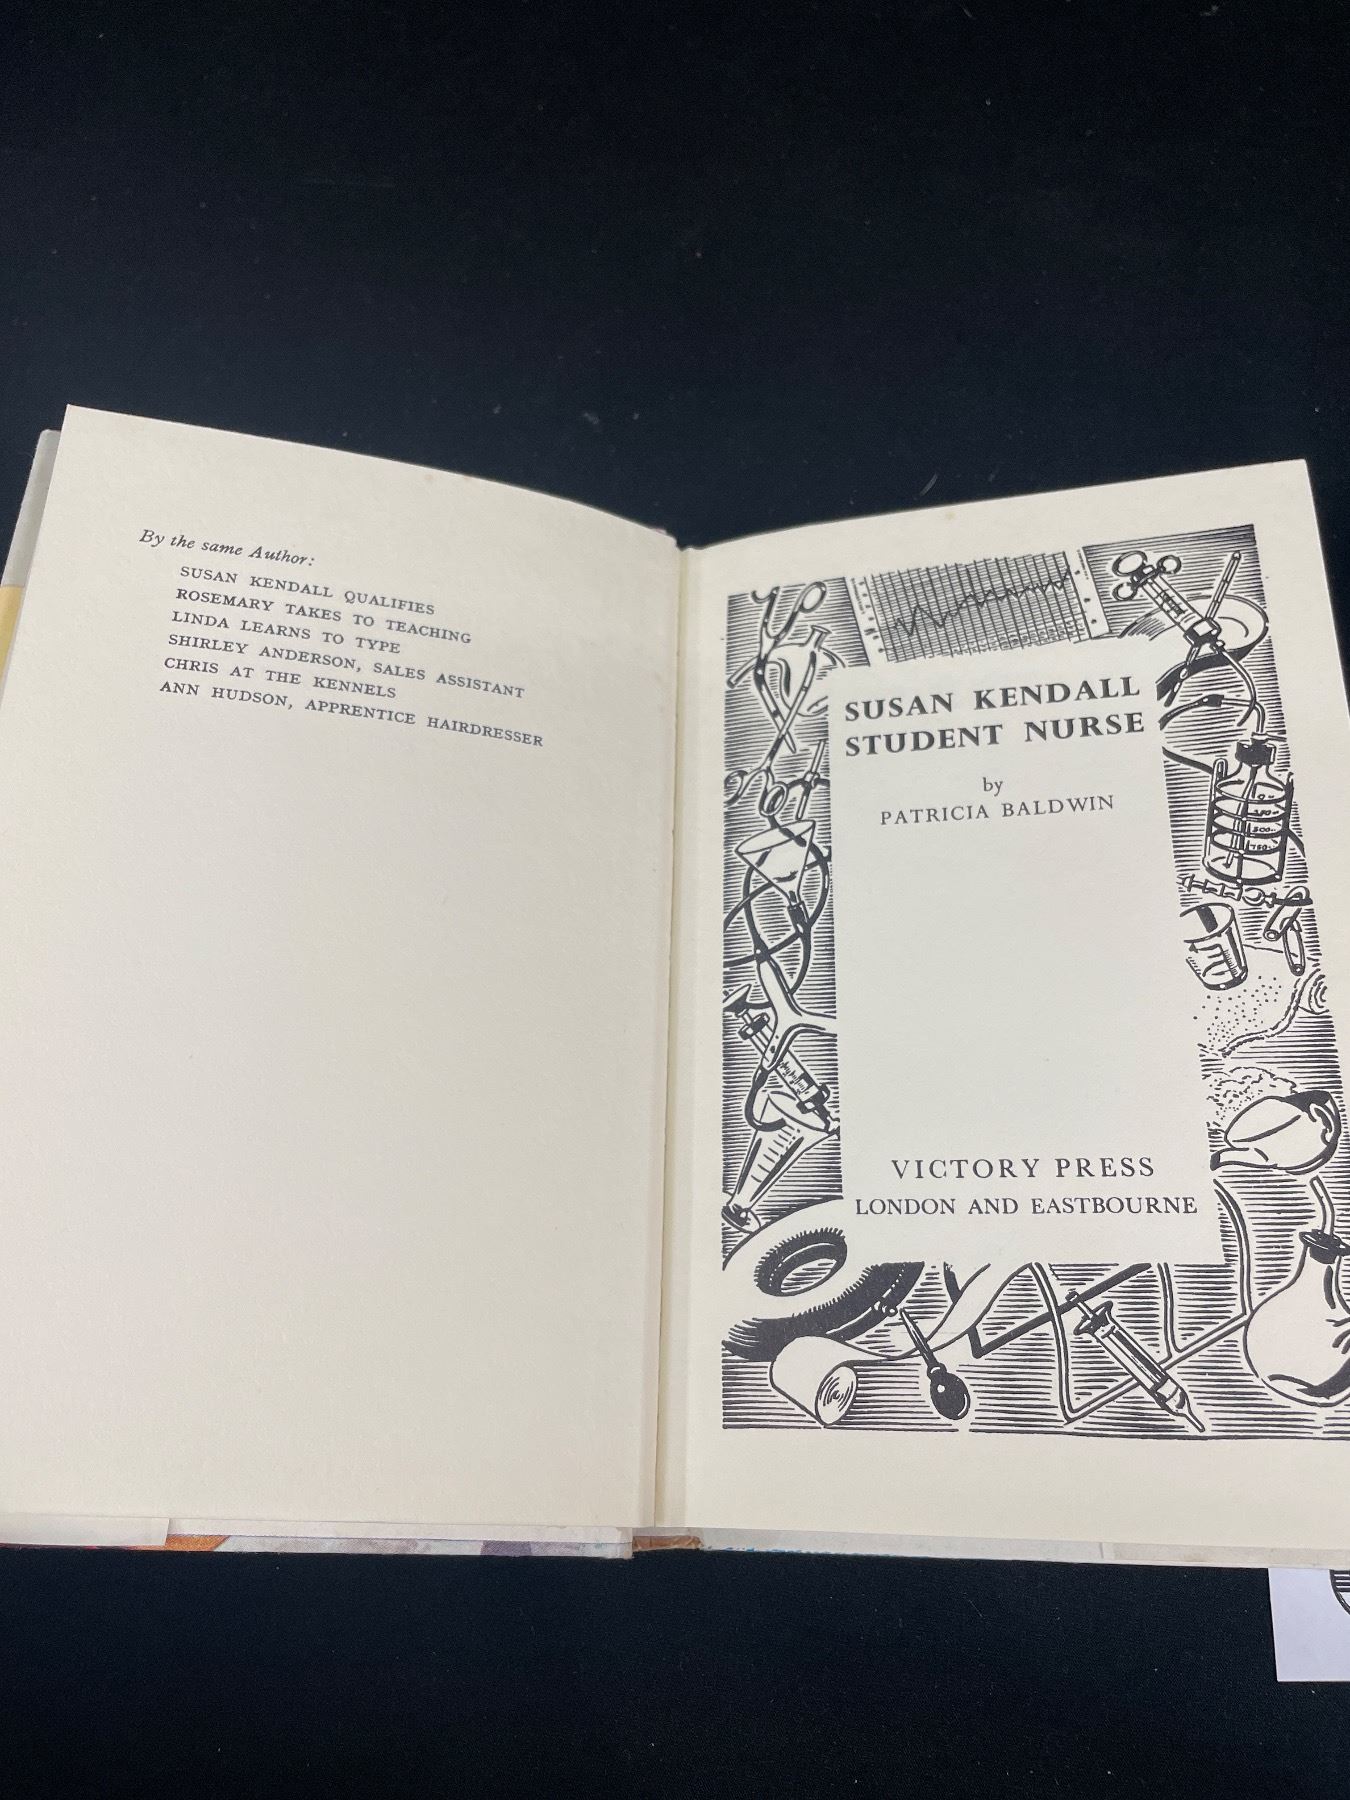 By the same Author:
SUSAN KENDALL QUALIFIES
ROSEMARY TAKES TO TEACHING
LINDA LEARNS TO TYPE
SHIRLEY ANDERSON, SALES ASSISTANT
CHRIS AT THE KENNELS
ANN HUDSON, APPRENTICE HAIRDRESSER
SUSAN KENDALL
STUDENT NURSE
by
PATRICIA BALDWIN
VICTORY PRESS
LONDON AND EASTBOURNE